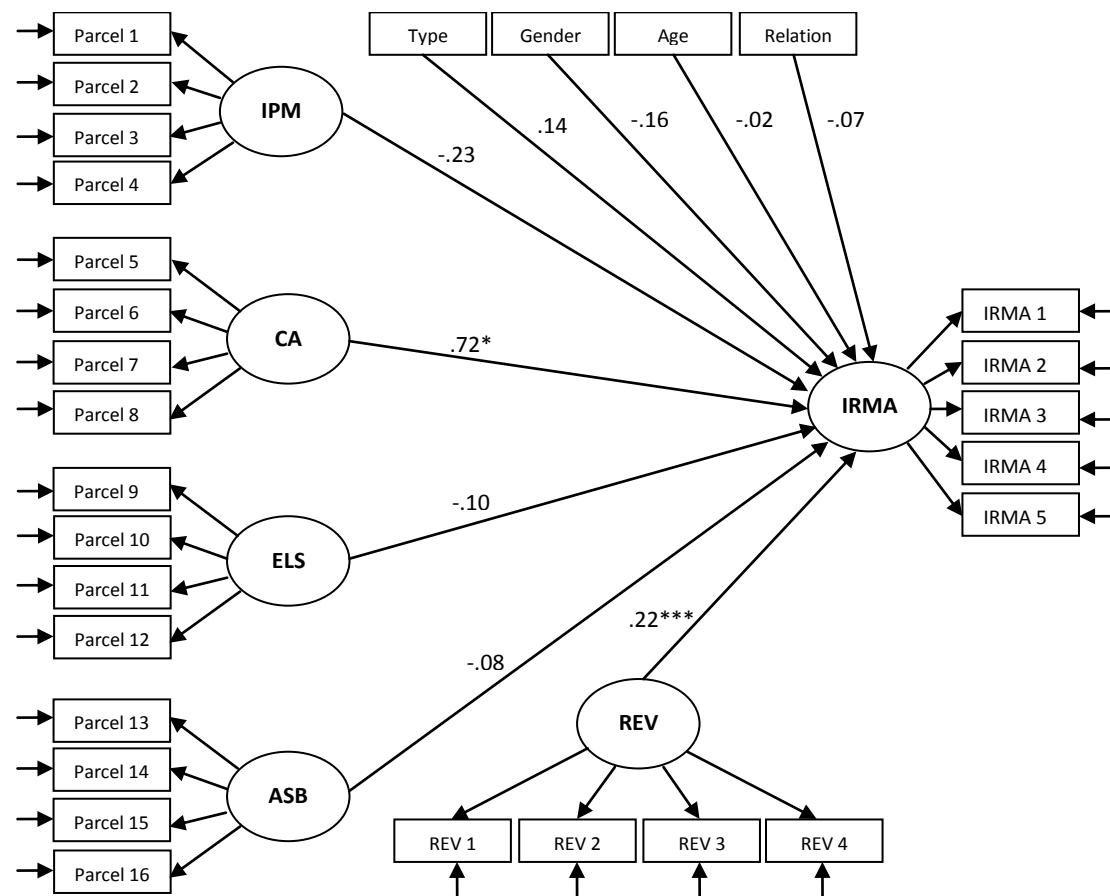 Parcel 1
Parcel 2
Parcel 3
Parcel 4
IPM
Type
Gender
Age
Relation
-.23
.14
-.16
-.02
-.07
Parcel 5
Parcel 6
Parcel 7
Parcel 8
CA
.72*
IRMA
IRMA 1
IRMA 2
IRMA 3
IRMA 4
IRMA 5
Parcel 9
Parcel 10
Parcel 11
Parcel 12
ELS
-.10
Parcel 13
Parcel 14
Parcel 15
Parcel 16
ASB
-.08
.22***
REV
REV 1
REV 2
REV 3
REV 4